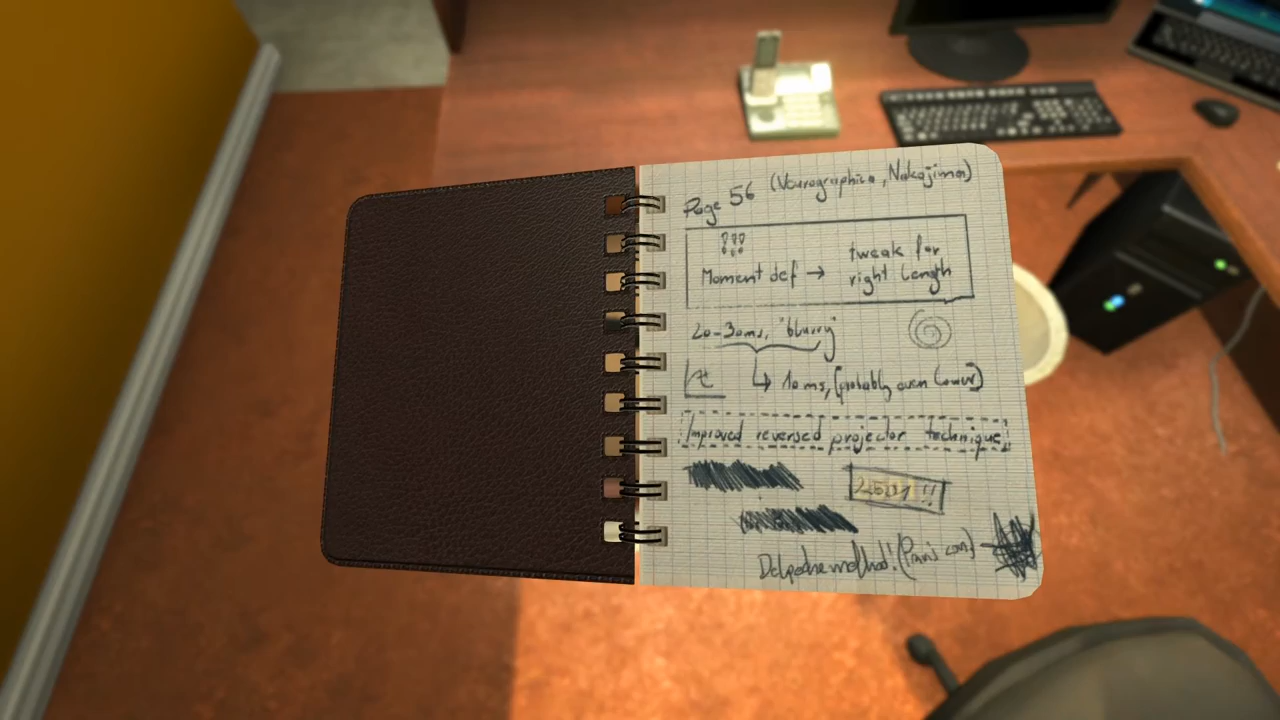 Page 56 (Neurographica, Nakajima)
???
Moment def → tweak for
right length
20-30ms, "blurry"
↳ 10 ms, (probably even lower)
Improved reversed projector technique
!!
method! (Paris con)